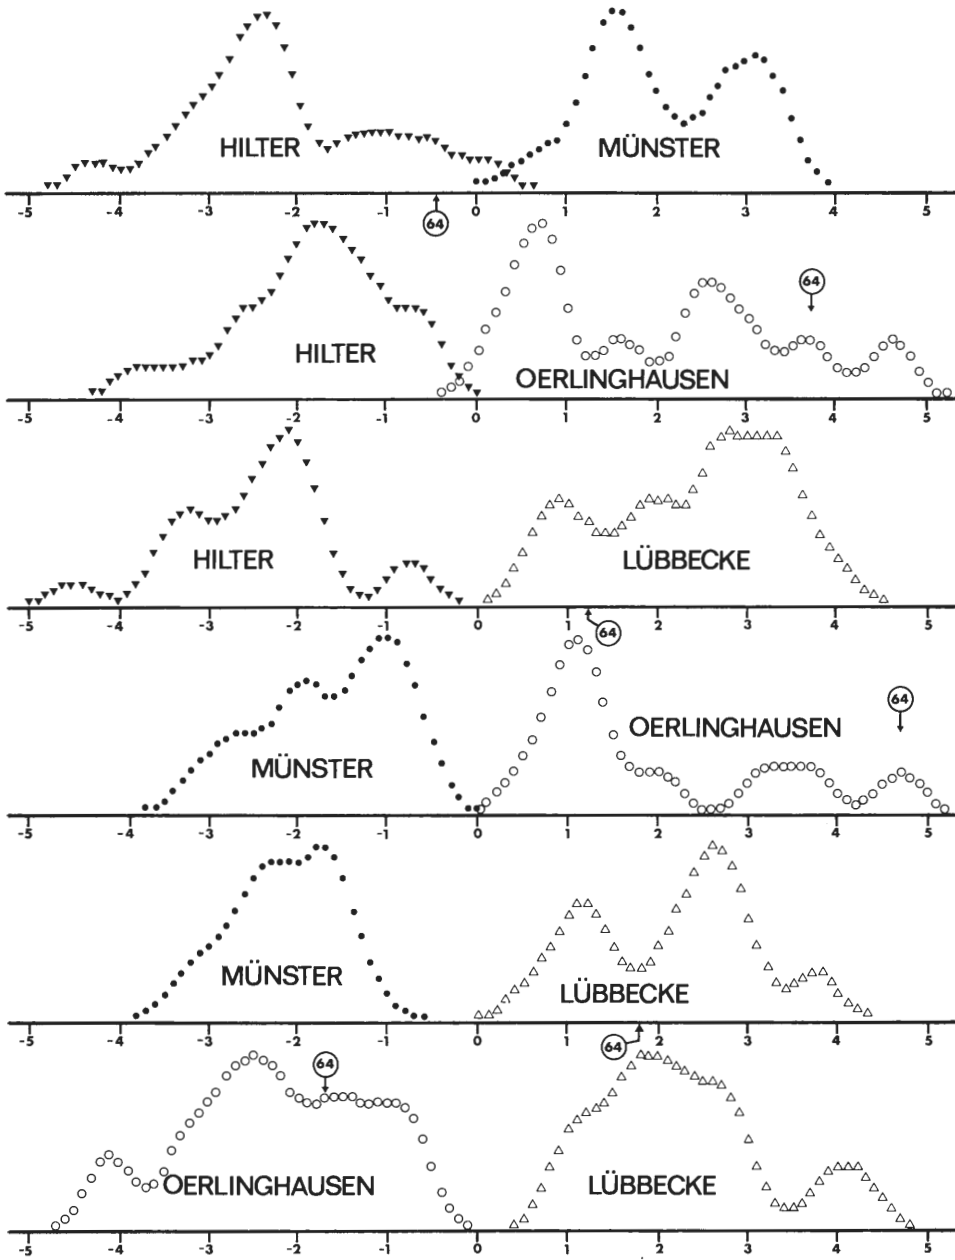 HILTER MÜNSTER
-5 -4 -3 -2 -1 0 1 2 3 4 5
64
64
HILTER
OERLINGHAUSEN
-5 -4 -3 -2 -1 0 1 2 3 4 5
HILTER LÜBBECKE
-5 -4 -3 -2 -1 0 1 2 3 4 5
64
64
OERLINGHAUSEN
MÜNSTER
-5 -4 -3 -2 -1 0 1 2 3 4 5
MÜNSTER
LÜBBECKE
-5 -4 -3 -2 -1 0 1 2 3 4 5
64
64
OERLINGHAUSEN LÜBBECKE
-5 -4 -3 -2 -1 0 1 2 3 4 5